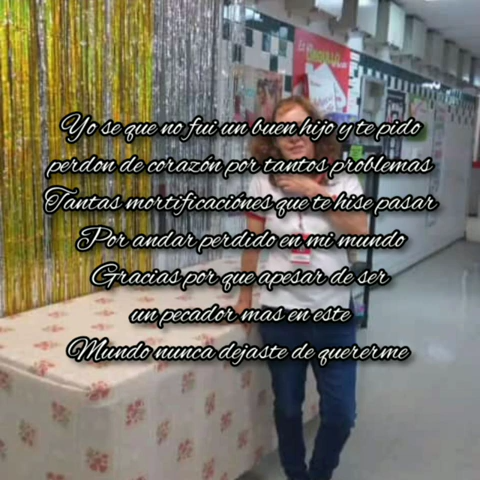 Yo se que no fui un buen hijo y te pido
perdon de corazón por tantos problemas
Tantas mortificaciónes que te hise pasar
Por andar perdido en mi mundo
Gracias por que apesar de ser
un pecador mas en este
Mundo nunca dejaste de quererme